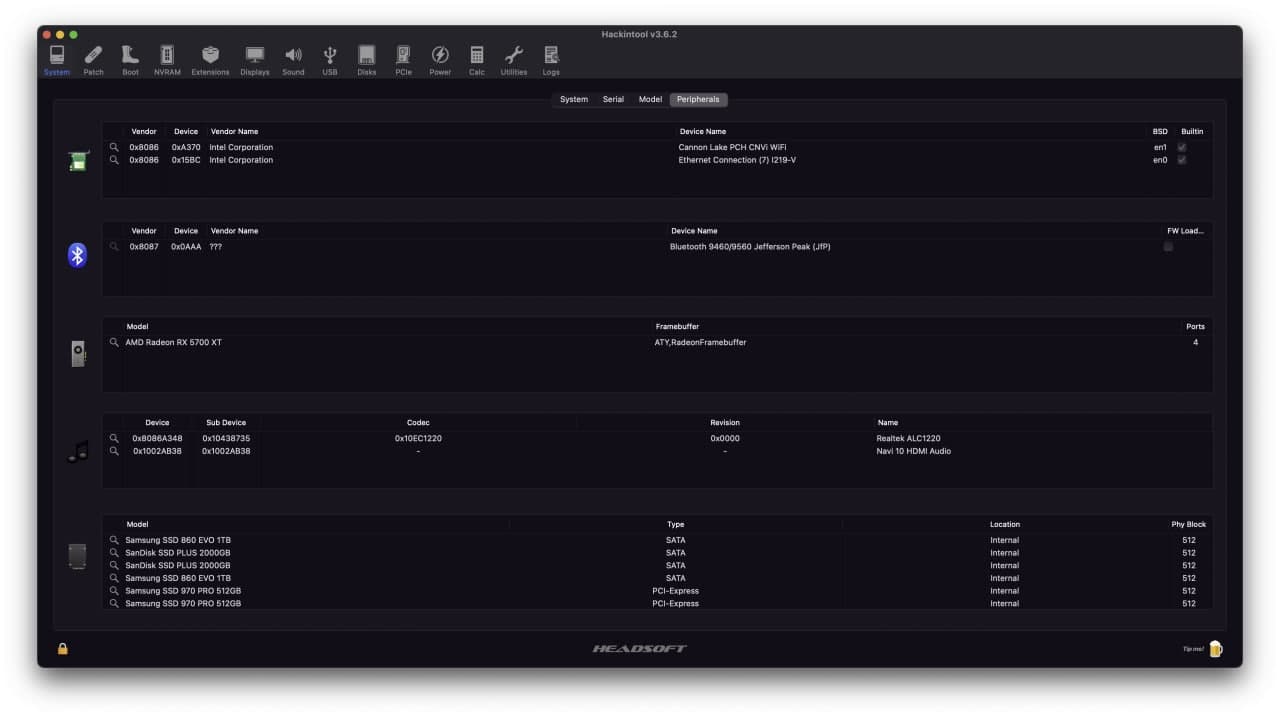 Hackintool v3.6.2
System Patch Boot NVRAM Extensions Displays Sound USB Disks PCIe Power Calc Utilities Logs
System Serial Model Peripherals
Vendor Device Vendor Name Device Name BSD Builtin
0x8086 0xA370 Intel Corporation Cannon Lake PCH CNVi WiFi en1
0x8086 0x15BC Intel Corporation Ethernet Connection (7) I219-V en0
Vendor Device Vendor Name Device Name FW Load...
0x8087 0x0AAA ??? Bluetooth 9460/9560 Jefferson Peak (JfP)
Model Framebuffer Ports
AMD Radeon RX 5700 XT ATY,RadeonFramebuffer 4
Device Sub Device Codec Revision Name
0x8086A348 0x10438735 0x10EC1220 0x0000 Realtek ALC1220
0x1002AB38 0x1002AB38 - - Navi 10 HDMI Audio
Model Type Location Phy Block
Samsung SSD 860 EVO 1TB SATA Internal 512
SanDisk SSD PLUS 2000GB SATA Internal 512
SanDisk SSD PLUS 2000GB SATA Internal 512
Samsung SSD 860 EVO 1TB SATA Internal 512
Samsung SSD 970 PRO 512GB PCI-Express Internal 512
Samsung SSD 970 PRO 512GB PCI-Express Internal 512
HEADSOFT
Tip me!